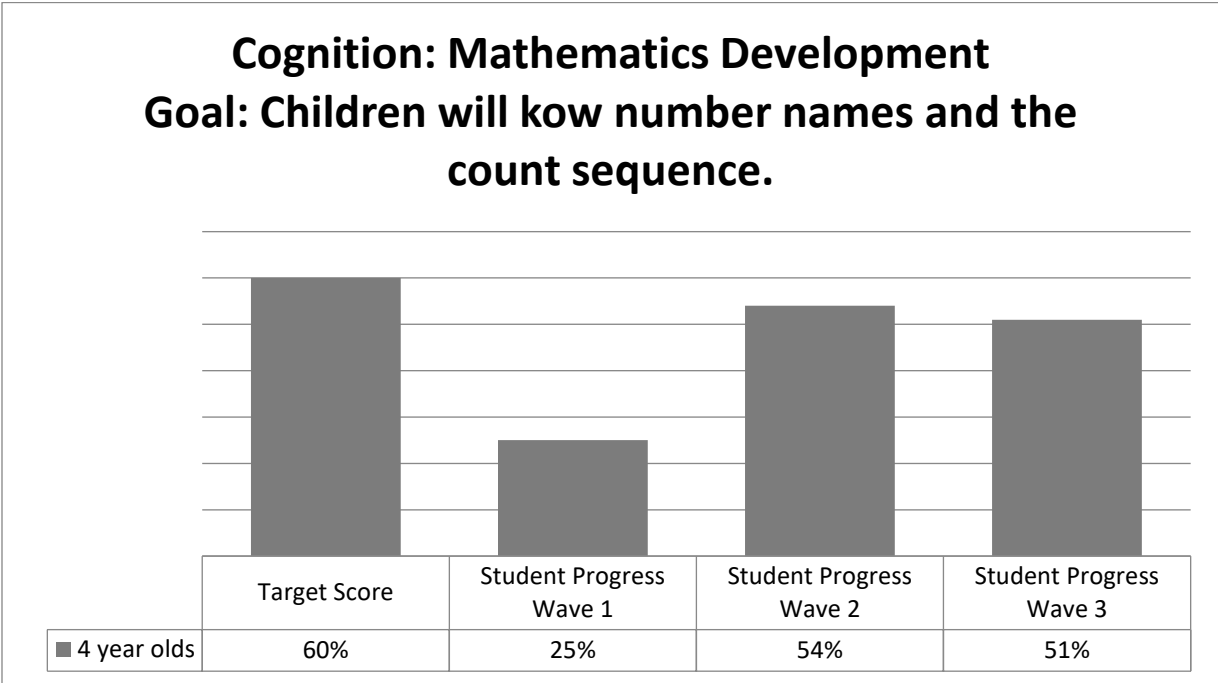 Cognition: Mathematics Development
Goal: Children will kow number names and the
count sequence.
Target Score
Student Progress
Wave 1
Student Progress
Wave 2
Student Progress
Wave 3
4 year olds 60% 25% 54% 51%